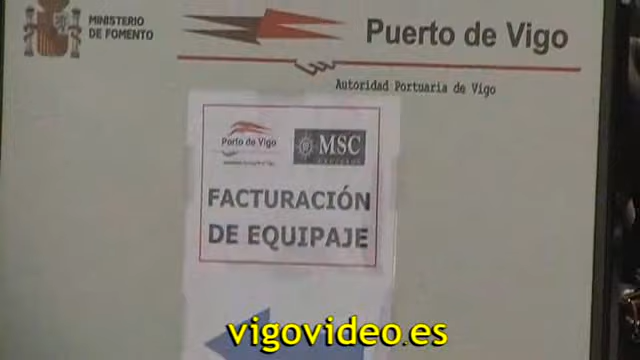 MINISTERIO
DE FOMENTO
Puerto de Vigo
Autoridad Portuaria de Vigo
Porto de Vigo
MSC
FACTURACIÓN
DE EQUIPAJE
vigovideo.es